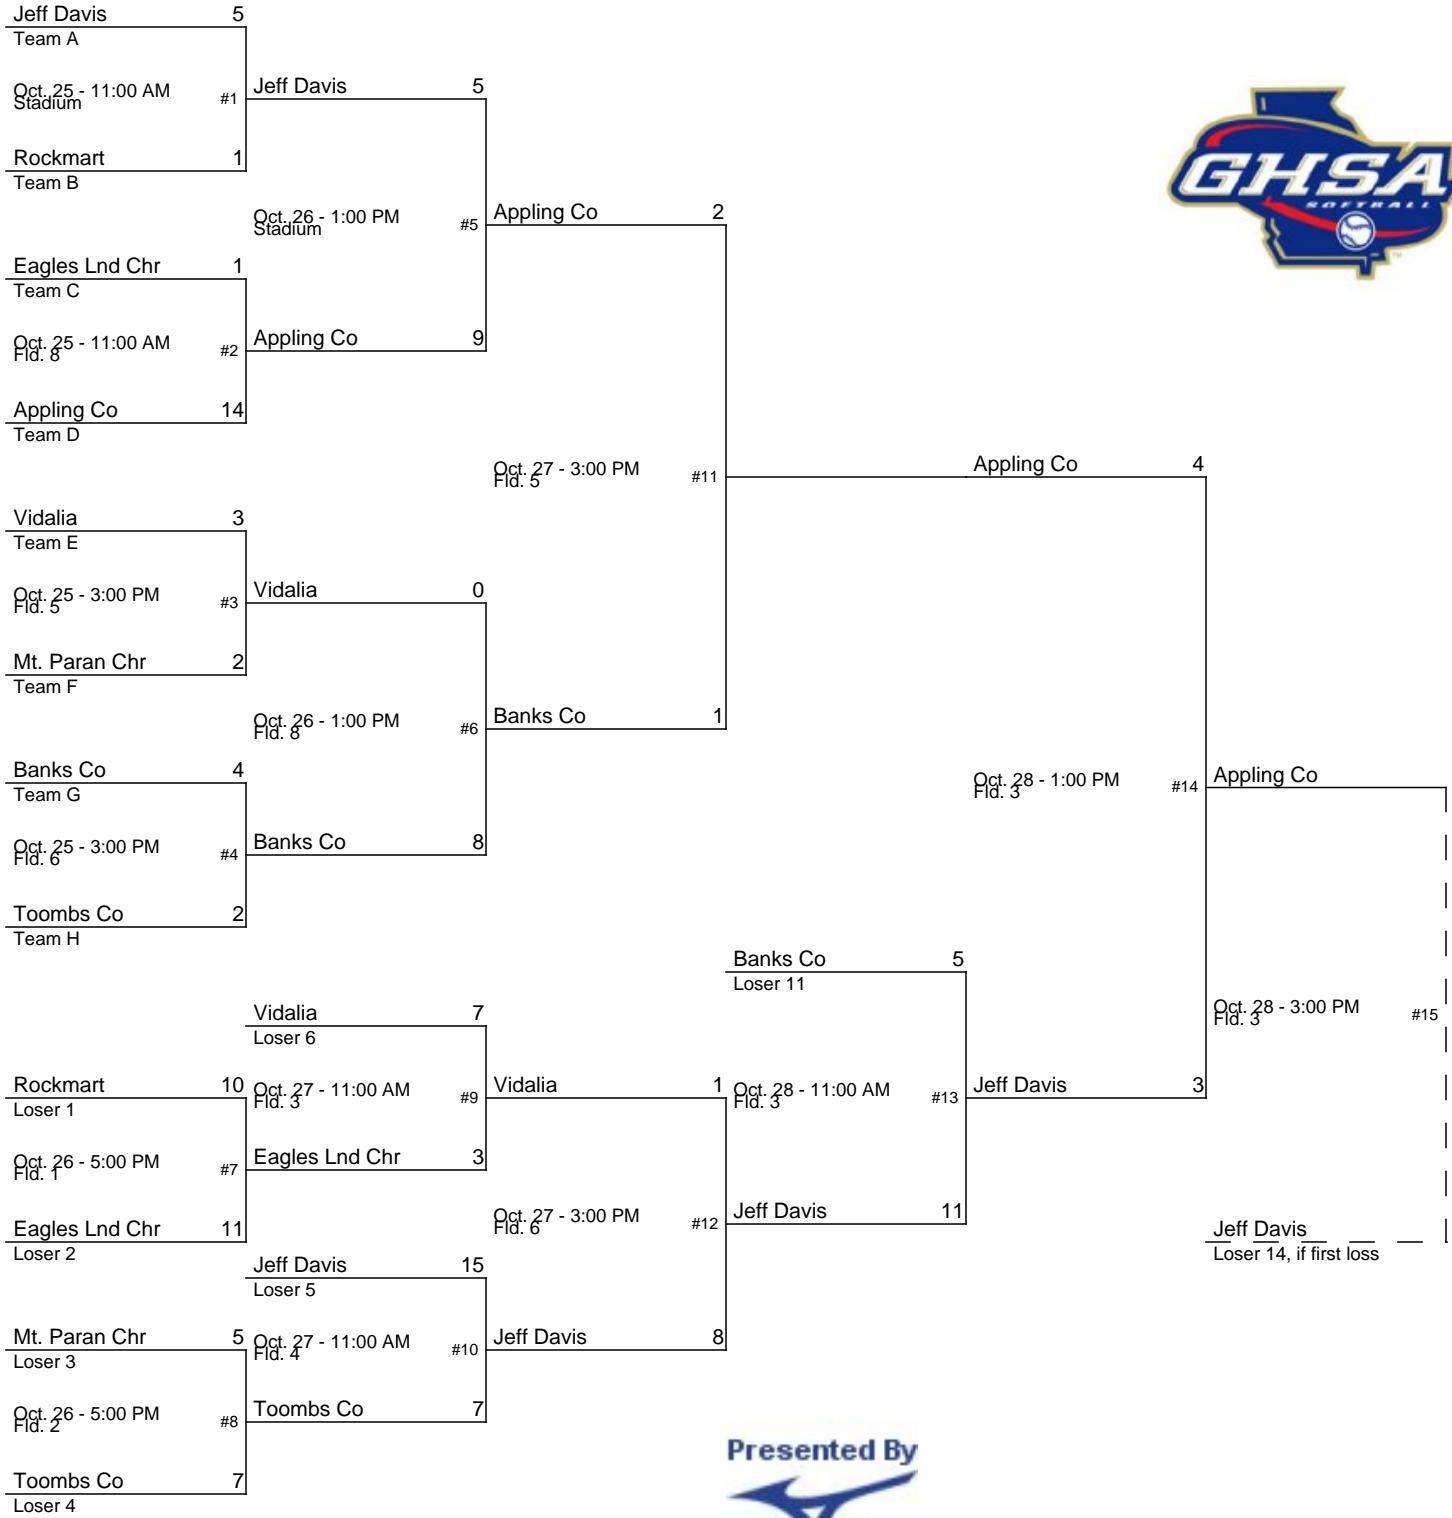 Jeff Davis 5
Team A
Oct. 25 - 11:00 AM
Stadium
#1
Rockmart 1
Team B
Eagles Lnd Chr 1
Team C
Oct. 25 - 11:00 AM
Fld. 8
#2
Appling Co 14
Team D
Vidalia 3
Team E
Oct. 25 - 3:00 PM
Fld. 5
#3
Mt. Paran Chr 2
Team F
Banks Co 4
Team G
Oct. 25 - 3:00 PM
Fld. 6
#4
Toombs Co 2
Team H
Jeff Davis 5
Oct. 26 - 1:00 PM
Stadium
#5
Appling Co 9
Vidalia 0
Oct. 26 - 1:00 PM
Fld. 8
#6
Banks Co 8
Appling Co 2
Oct. 27 - 3:00 PM
Fld. 5
#11
Banks Co 1
Appling Co 4
Oct. 28 - 1:00 PM
Fld. 3
#14
Jeff Davis 3
Appling Co
Oct. 28 - 3:00 PM
Fld. 3
#15
Jeff Davis
Loser 14, if first loss
Rockmart 10
Loser 1
Oct. 26 - 5:00 PM
Fld. 1
#7
Eagles Lnd Chr 11
Loser 2
Mt. Paran Chr 5
Loser 3
Oct. 26 - 5:00 PM
Fld. 2
#8
Toombs Co 7
Loser 4
Vidalia 7
Loser 6
Oct. 27 - 11:00 AM
Fld. 3
#9
Eagles Lnd Chr 3
Jeff Davis 15
Loser 5
Oct. 27 - 11:00 AM
Fld. 4
#10
Toombs Co 7
Vidalia 1
Oct. 27 - 3:00 PM
Fld. 6
#12
Jeff Davis 8
Banks Co 5
Loser 11
Oct. 28 - 11:00 AM
Fld. 3
#13
Jeff Davis 11
GHSA
SOFTBALL
TM
Presented By